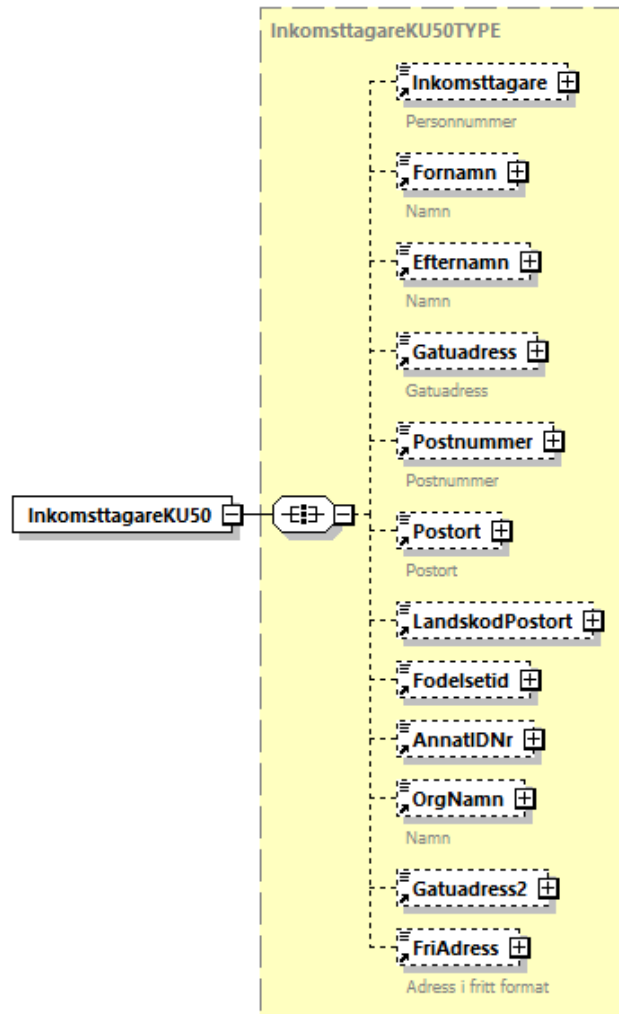 InkomsttagareKU50TYPE
Inkomsttagare
Personnummer
Fornamn
Namn
Efternamn
Namn
Gatuadress
Gatuadress
Postnummer
Postnummer
InkomsttagareKU50
Postort
Postort
LandskodPostort
Fodelsetid
AnnatIDNr
OrgNamn
Namn
Gatuadress2
FriAdress
Adress i fritt format